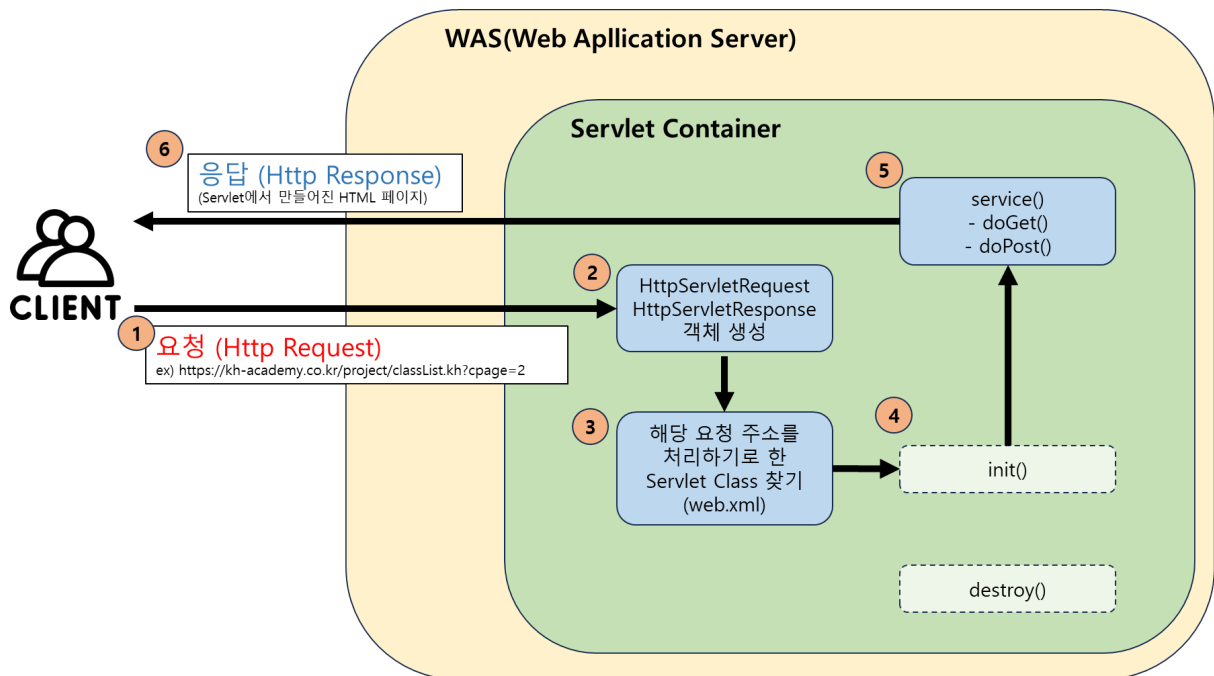 WAS(Web Apllication Server)
Servlet Container
6
응답 (Http Response)
(Servlet에서 만들어진 HTML 페이지)
5
service()
- doGet()
- doPost()
CLIENT
2
HttpServletRequest
HttpServletResponse
객체 생성
1
요청 (Http Request)
ex) https://kh-academy.co.kr/project/classList.kh?cpage=2
3
해당 요청 주소를
처리하기로 한
Servlet Class 찾기
(web.xml)
4
init()
destroy()